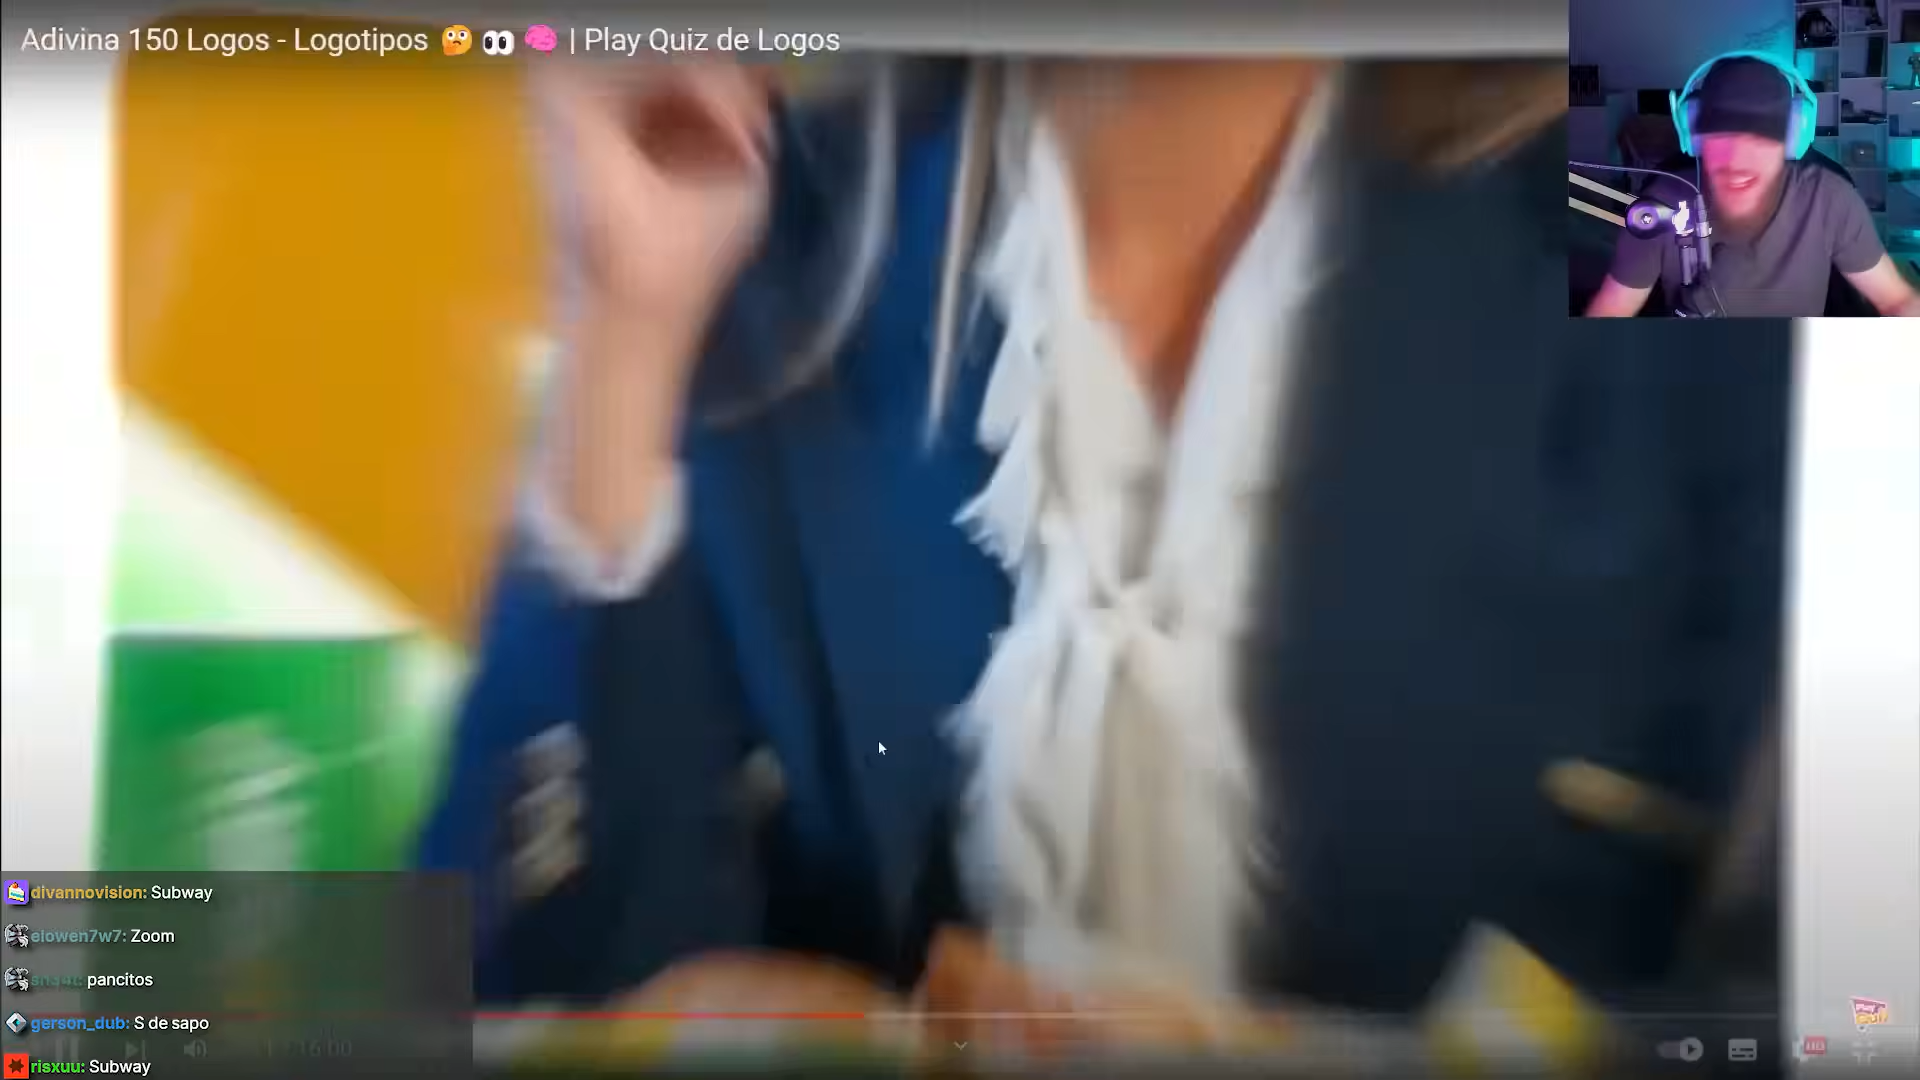 Adivina 150 Logos - Logotipos 🤔 👀 🧠 | Play Quiz de Logos
divannovision: Subway
elowen7w7: Zoom
pancitos
gerson_dub: S de sapo
risxuu: Subway